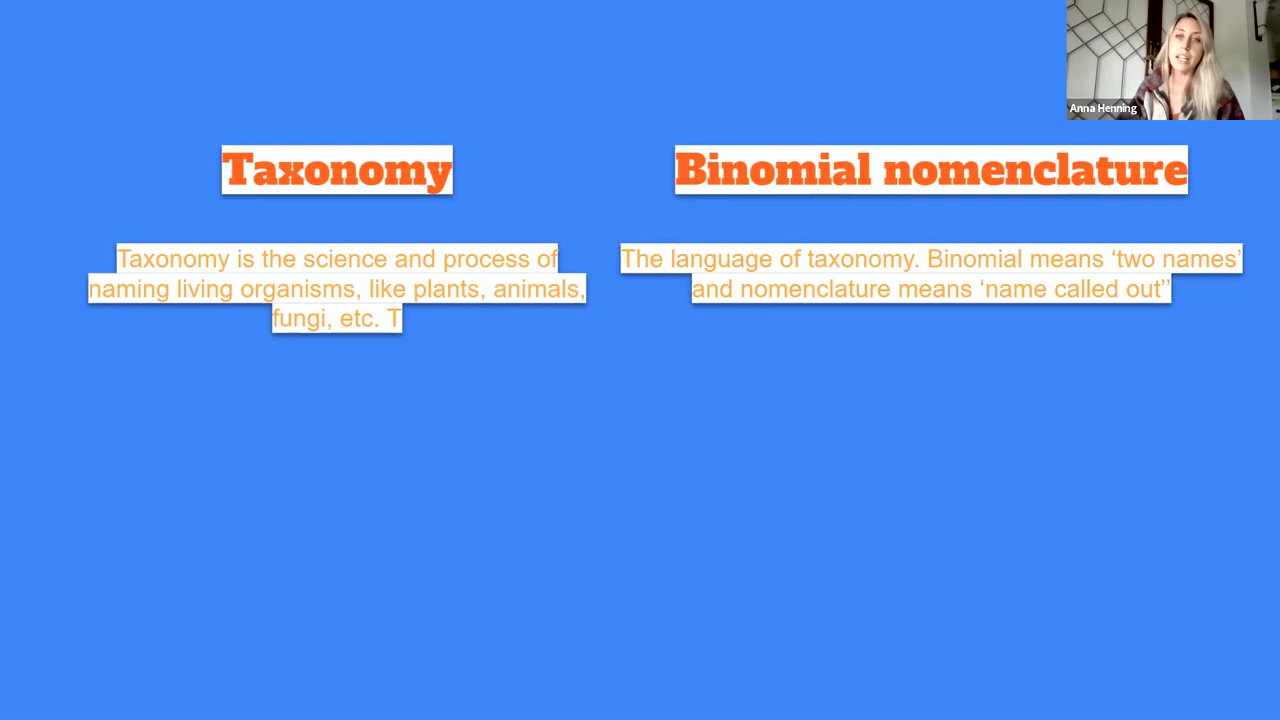 Anna Henning
Taxonomy
Taxonomy is the science and process of
naming living organisms, like plants, animals,
fungi, etc. T
Binomial nomenclature
The language of taxonomy. Binomial means ‘two names’
and nomenclature means ‘name called out’’